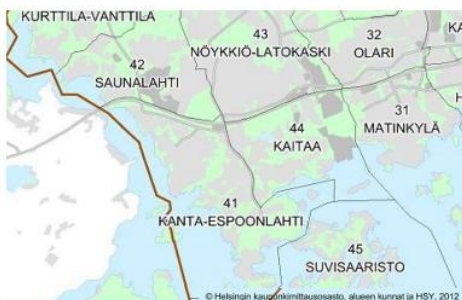 KURTTILA-VANTTILA
43
NÖYKKIÖ-LATOKASKI
32
OLARI
42
SAUNALAHTI
31
MATINKYLÄ
44
KAITAA
41
KANTA-ESPOONLAHTI
45
SUVISAARISTO
© Helsingin kaupunkimittausosasto, alueen kunnat ja HSY, 2012